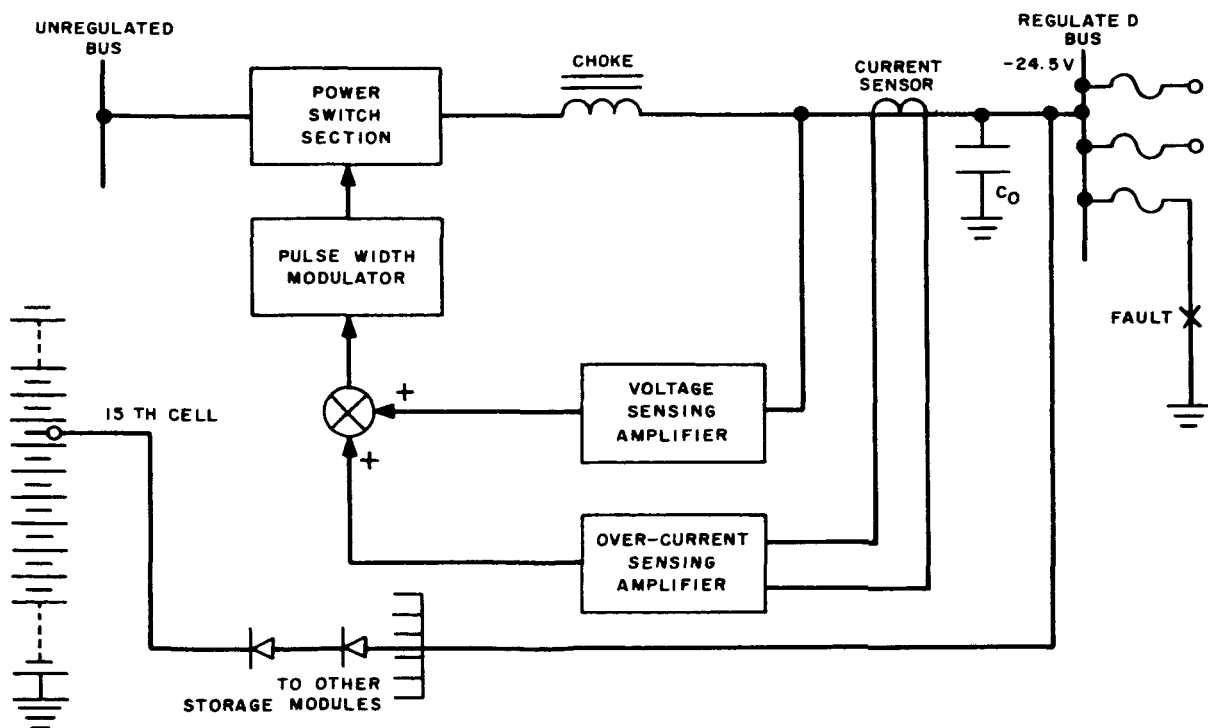 UNREGULATED
BUS
POWER
SWITCH
SECTION
CHOKE
CURRENT
SENSOR
REGULATE D
BUS
-24.5 V
C₀
PULSE WIDTH
MODULATOR
FAULT
15 TH CELL
+
VOLTAGE
SENSING
AMPLIFIER
+
OVER-CURRENT
SENSING
AMPLIFIER
TO OTHER
STORAGE MODULES